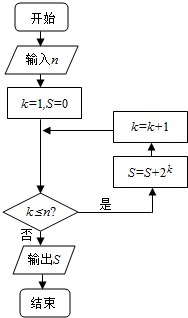 开始
输入n
k=1,S=0
k=k+1
S=S+2^k
k≤n?
是
否
输出S
结束